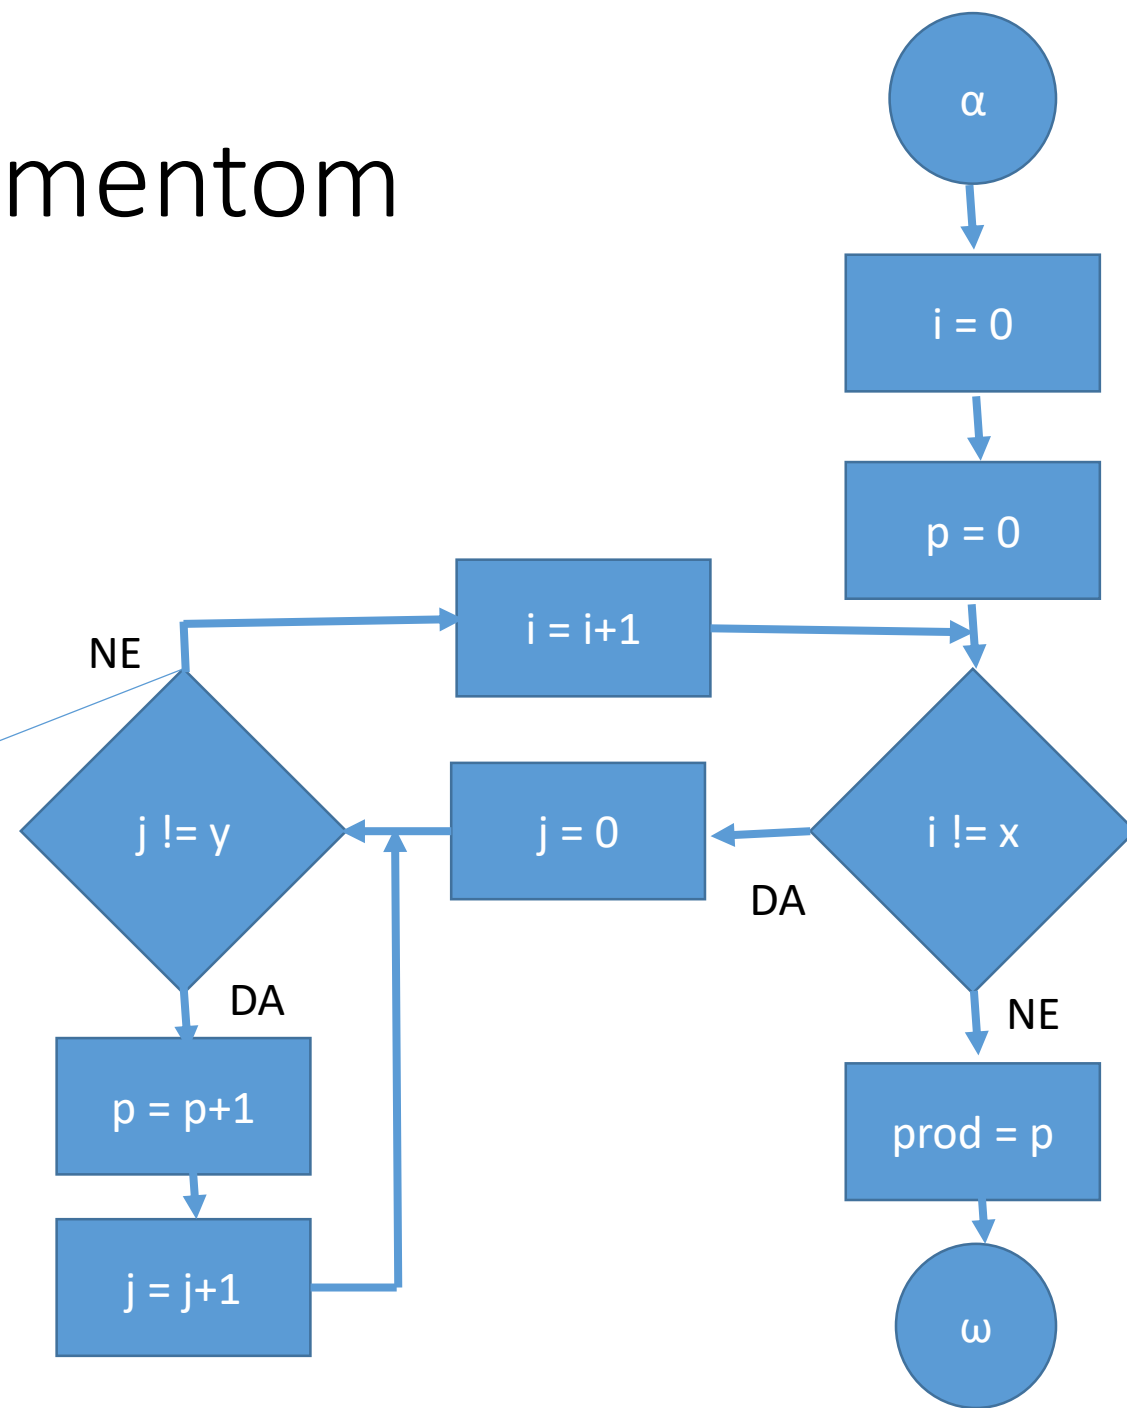 mentom
α
i = 0
p = 0
i = i+1
NE
j != y
j = 0
i != x
DA
DA
NE
p = p+1
prod = p
j = j+1
ω